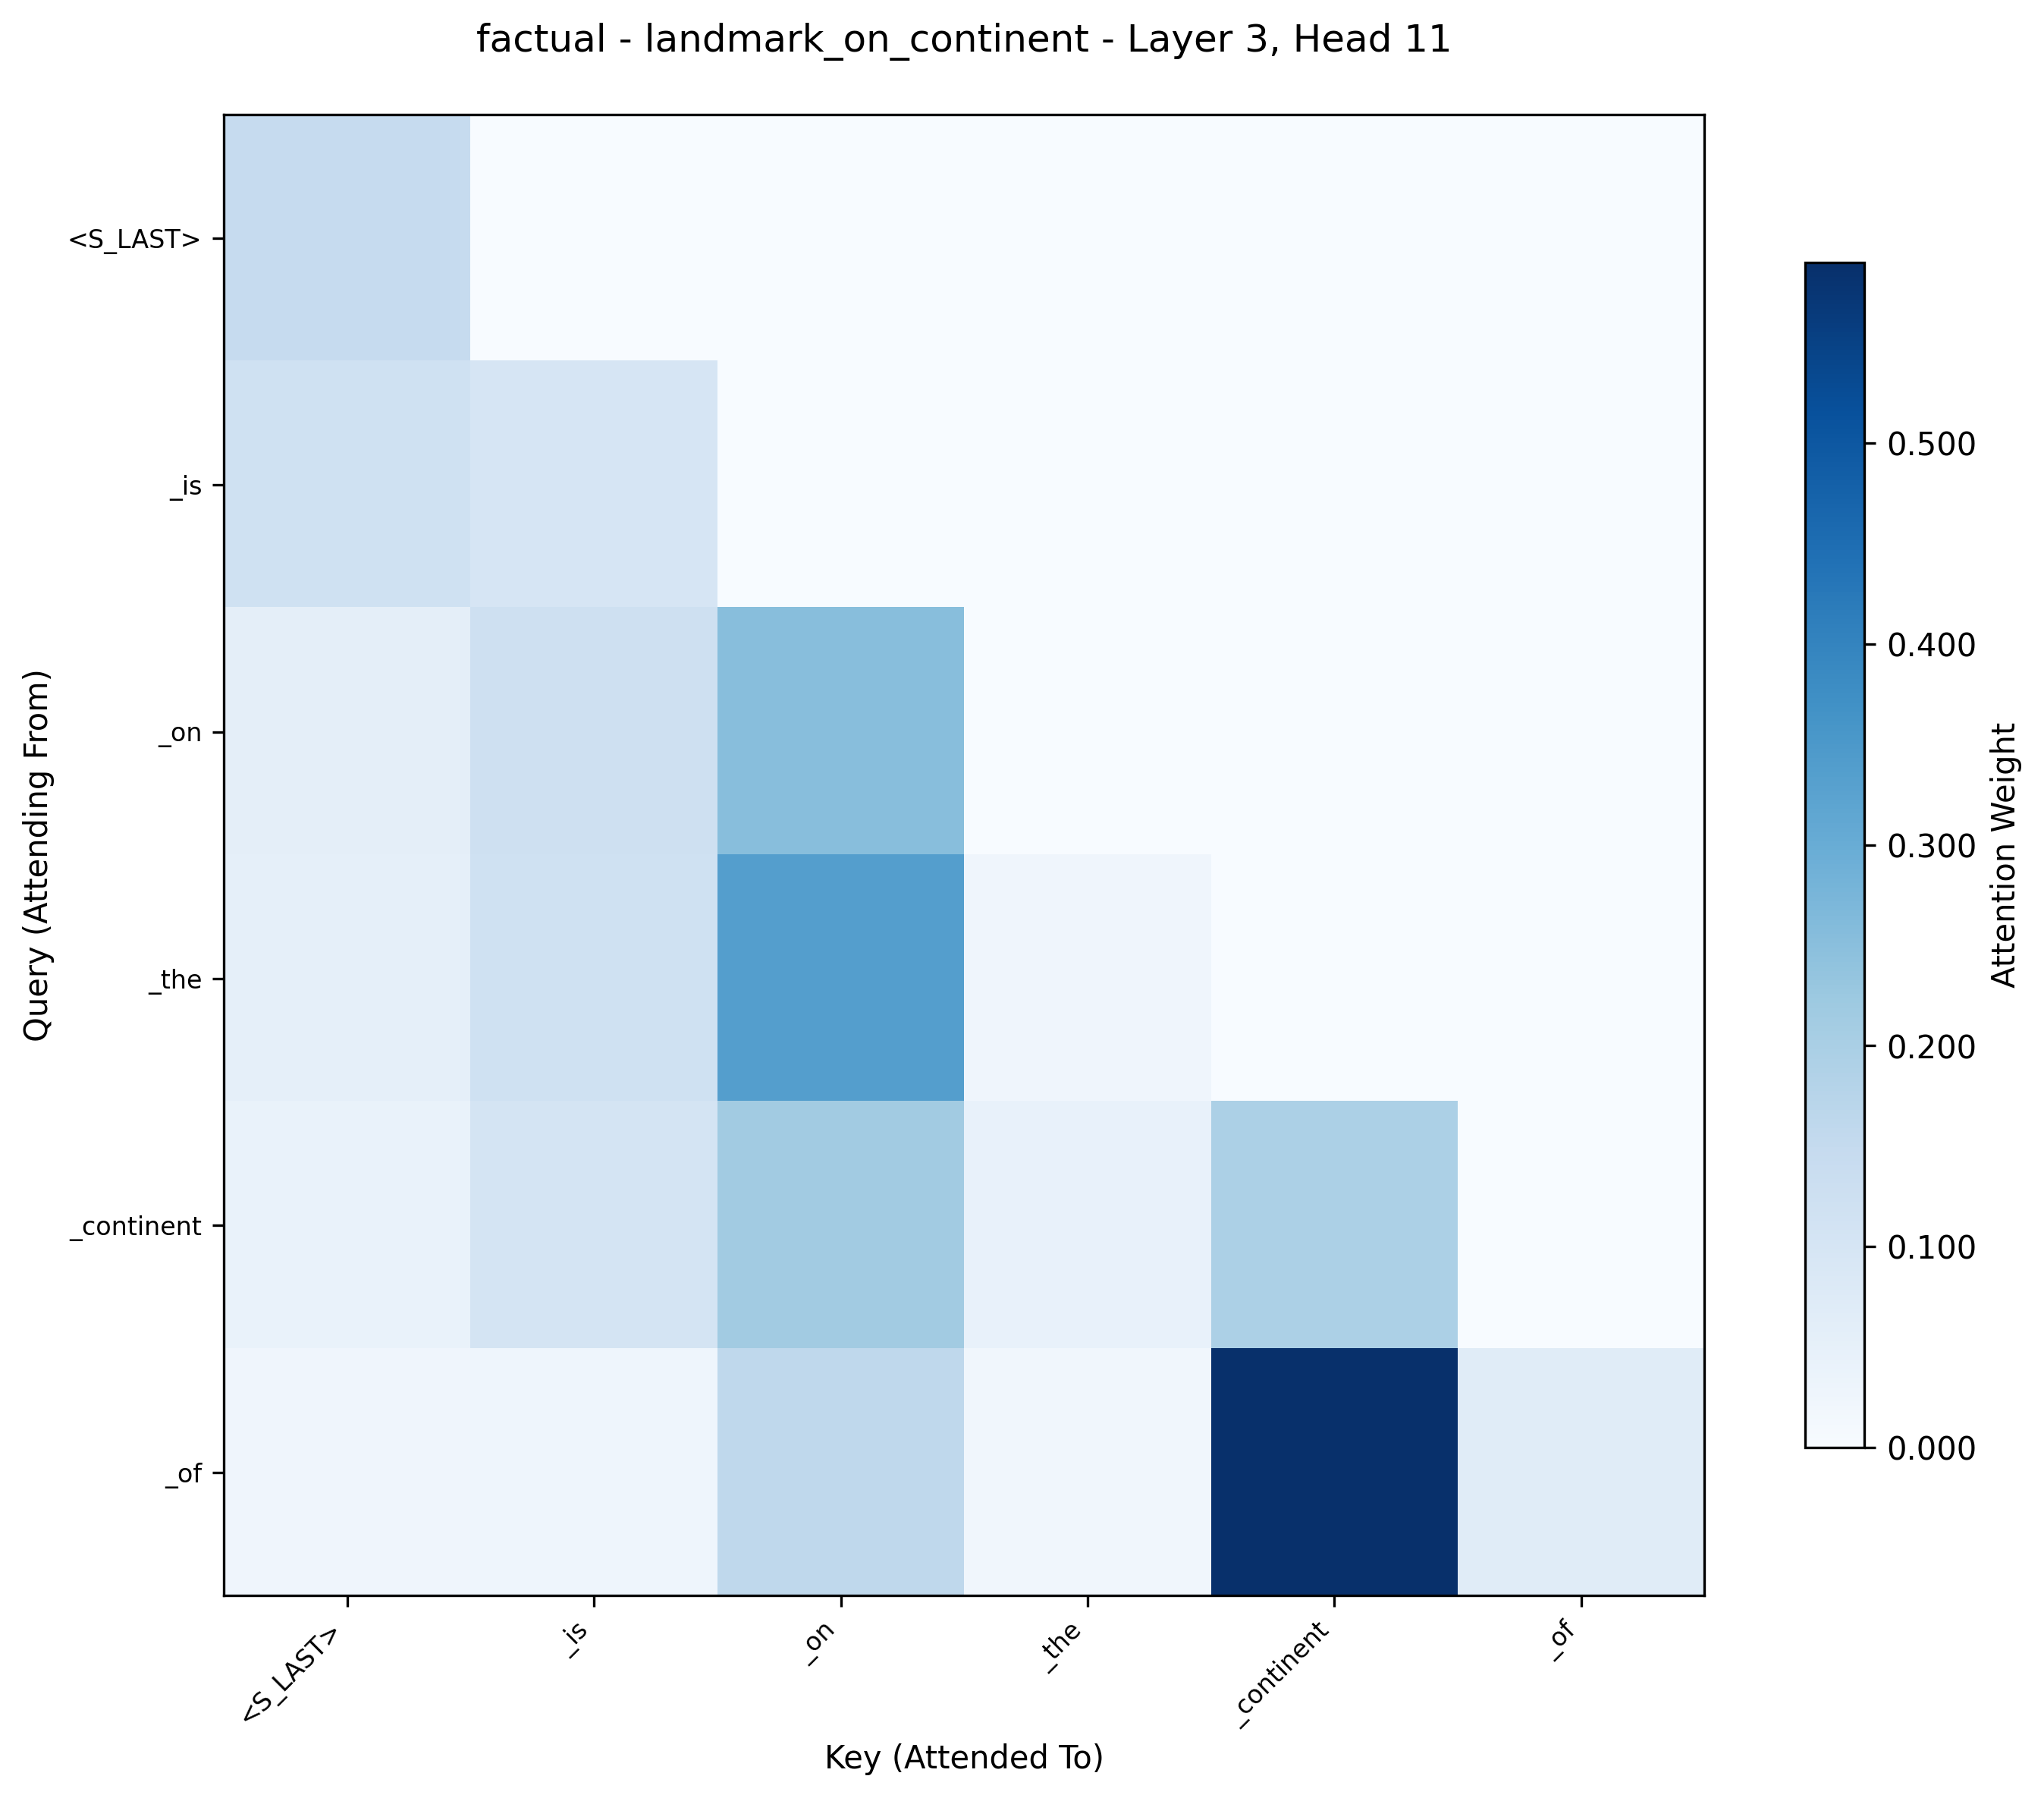 factual - landmark_on_continent - Layer 3, Head 11
Query (Attending From)
<S_LAST>
_is
_on
_the
_continent
_of
<S_LAST>
_is
_on
_the
_continent
_of
Key (Attended To)
0.500
0.400
0.300
0.200
0.100
0.000
Attention Weight